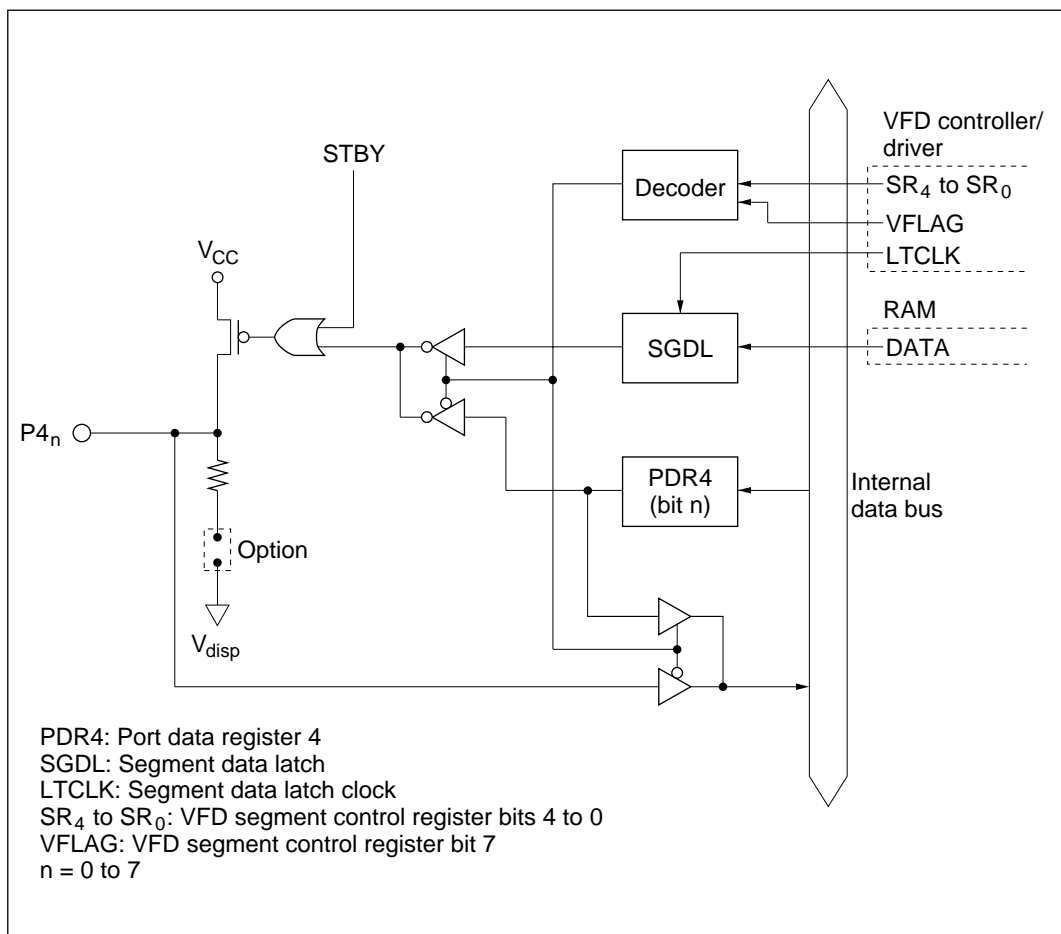 STBY
VCC
P4n
Option
Vdisp
Decoder
SGDL
PDR4
(bit n)
VFD controller/
driver
SR4 to SR0
VFLAG
LTCLK
RAM
DATA
Internal
data bus
PDR4: Port data register 4
SGDL: Segment data latch
LTCLK: Segment data latch clock
SR4 to SR0: VFD segment control register bits 4 to 0
VFLAG: VFD segment control register bit 7
n = 0 to 7